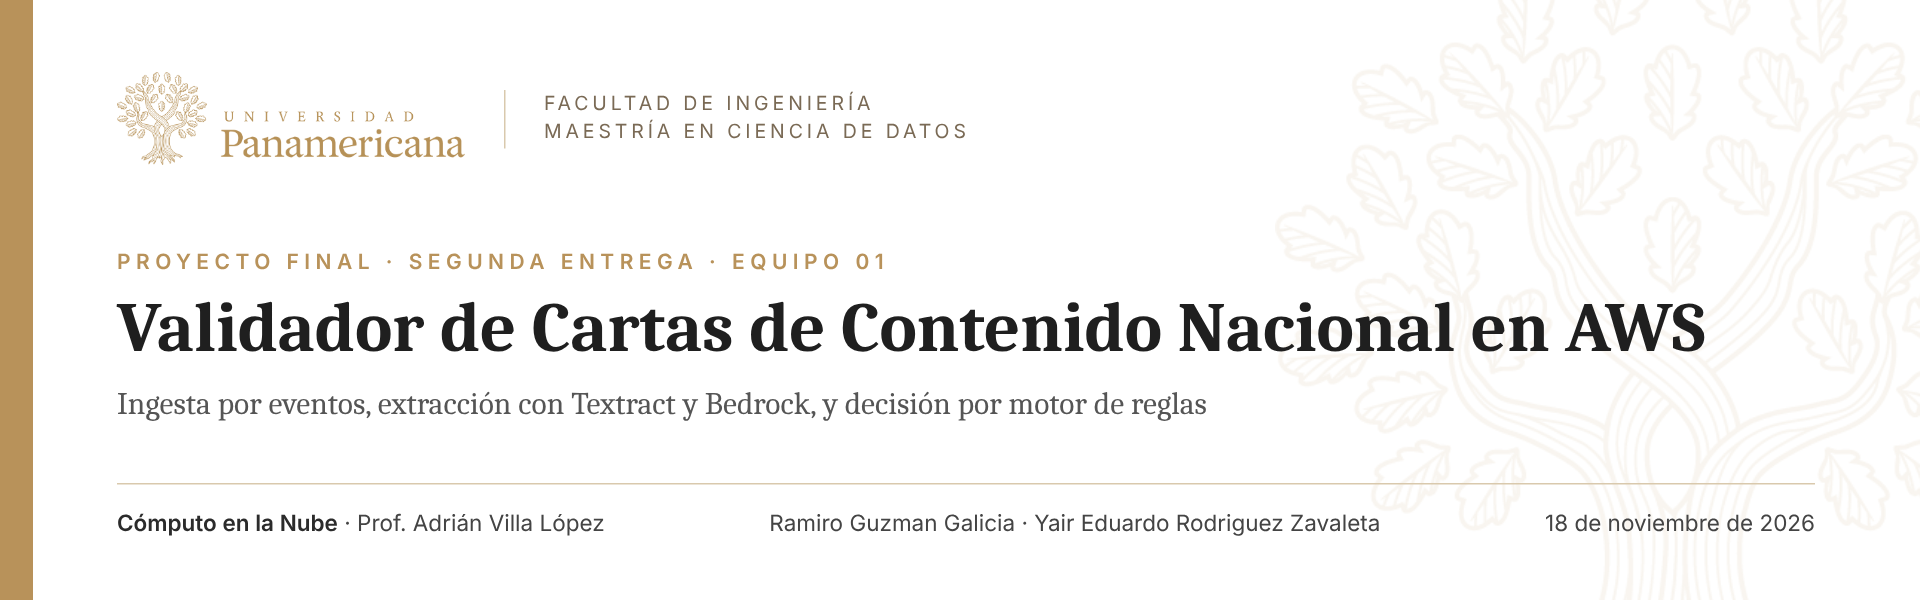 UNIVERSIDAD
Panamericana
FACULTAD DE INGENIERÍA
MAESTRÍA EN CIENCIA DE DATOS
PROYECTO FINAL · SEGUNDA ENTREGA · EQUIPO 01
Validador de Cartas de Contenido Nacional en AWS
Ingesta por eventos, extracción con Textract y Bedrock, y decisión por motor de reglas
Cómputo en la Nube · Prof. Adrián Villa López
Ramiro Guzman Galicia · Yair Eduardo Rodriguez Zavaleta
18 de noviembre de 2026